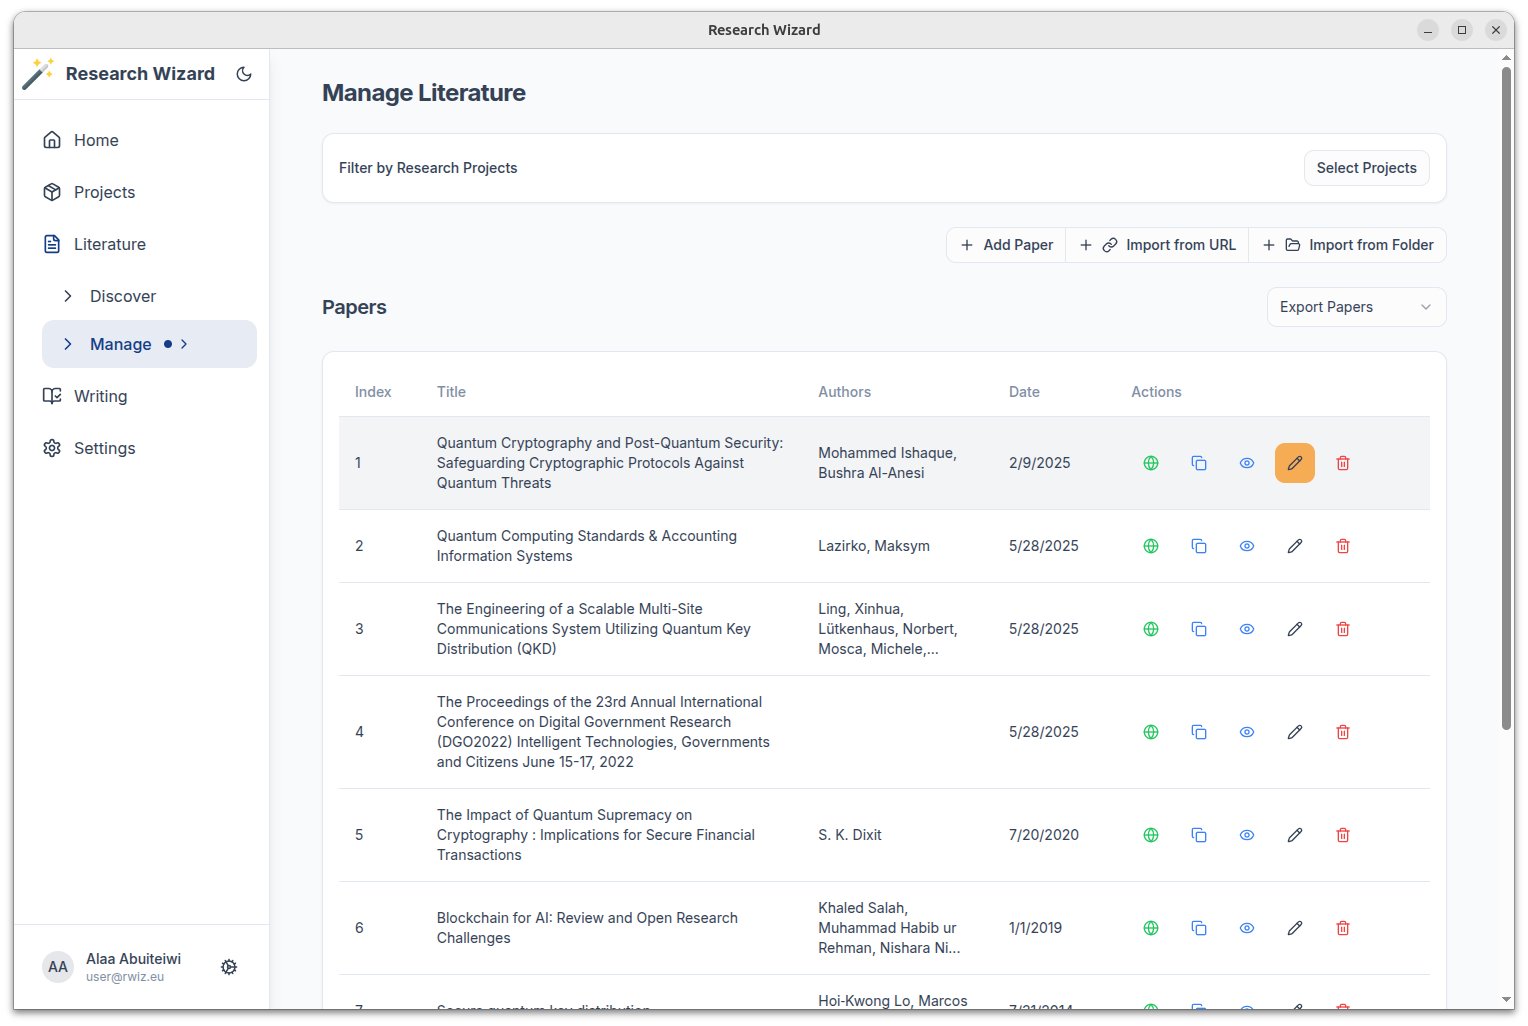 Research Wizard
Research Wizard
Home
Projects
Literature
Discover
Manage
Writing
Settings
AA
Alaa Abuiteiwi
user@rwiz.eu
Manage Literature
Filter by Research Projects
Select Projects
Add Paper
Import from URL
Import from Folder
Papers
Export Papers
Index Title Authors Date Actions
1
Quantum Cryptography and Post-Quantum Security:
Safeguarding Cryptographic Protocols Against
Quantum Threats
Mohammed Ishaque,
Bushra Al-Anesi
2/9/2025
2
Quantum Computing Standards & Accounting
Information Systems
Lazirko, Maksym
5/28/2025
3
The Engineering of a Scalable Multi-Site
Communications System Utilizing Quantum Key
Distribution (QKD)
Ling, Xinhua,
Lütkenhaus, Norbert,
Mosca, Michele,...
5/28/2025
4
The Proceedings of the 23rd Annual International
Conference on Digital Government Research
(DGO2022) Intelligent Technologies, Governments
and Citizens June 15-17, 2022
5/28/2025
5
The Impact of Quantum Supremacy on
Cryptography : Implications for Secure Financial
Transactions
S. K. Dixit
7/20/2020
6
Blockchain for AI: Review and Open Research
Challenges
Khaled Salah,
Muhammad Habib ur
Rehman, Nishara Ni...
1/1/2019
7
Secure quantum key distribution
Hoi-Kwong Lo, Marcos
7/31/2014